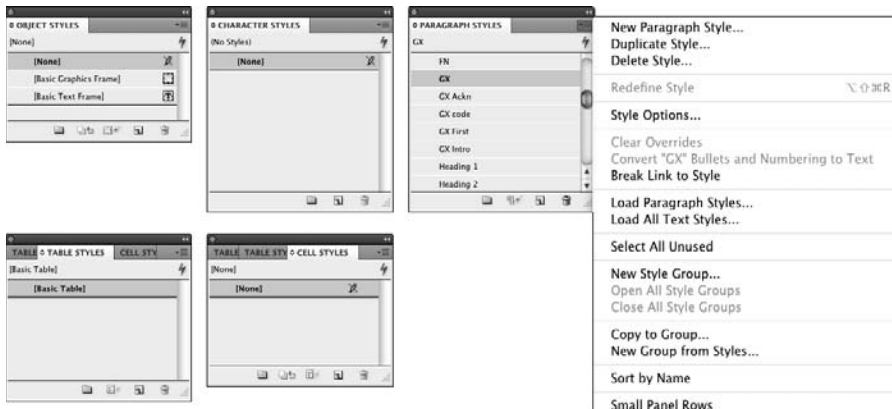 OBJECT STYLES
[None]
[None]
[Basic Graphics Frame]
[Basic Text Frame]
CHARACTER STYLES
(No Styles)
[None]
PARAGRAPH STYLES
GX
FN
GX
GX Ackn
GX code
GX First
GX Intro
Heading 1
Heading 2
New Paragraph Style...
Duplicate Style...
Delete Style...
Redefine Style ⌥⇧⌘R
Style Options...
Clear Overrides
Convert "GX" Bullets and Numbering to Text
Break Link to Style
Load Paragraph Styles...
Load All Text Styles...
Select All Unused
New Style Group...
Open All Style Groups
Close All Style Groups
Copy to Group...
New Group from Styles...
Sort by Name
Small Panel Rows
TABLE TABLE STYLES CELL STY
[Basic Table]
[Basic Table]
TABLE TABLE STY CELL STYLES
[None]
[None]